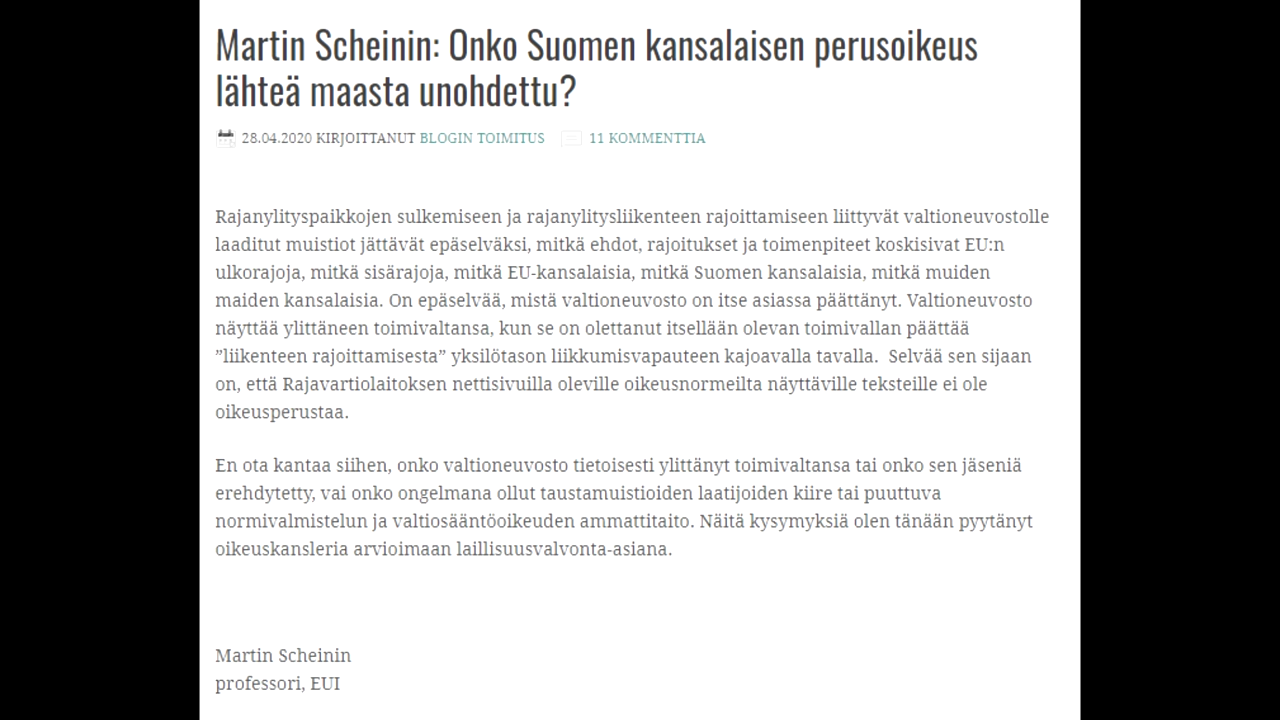 Martin Scheinin: Onko Suomen kansalaisen perusoikeus
lähteä maasta unohdettu?
28.04.2020 KIRJOITTANUT BLOGIN TOIMITUS 11 KOMMENTTIA
Rajanylityspaikkojen sulkemiseen ja rajanylitysliikenteen rajoittamiseen liittyvät valtioneuvostolle
laaditut muistiot jättävät epäselväksi, mitkä ehdot, rajoitukset ja toimenpiteet koskisivat EU:n
ulkorajoja, mitkä sisärajoja, mitkä EU-kansalaisia, mitkä Suomen kansalaisia, mitkä muiden
maiden kansalaisia. On epäselvää, mistä valtioneuvosto on itse asiassa päättänyt. Valtioneuvosto
näyttää ylittäneen toimivaltansa, kun se on olettanut itsellään olevan toimivallan päättää
”liikenteen rajoittamisesta” yksilötason liikkumisvapauteen kajoavalla tavalla.  Selvää sen sijaan
on, että Rajavartiolaitoksen nettisivuilla oleville oikeusnormeilta näyttäville teksteille ei ole
oikeusperustaa.
En ota kantaa siihen, onko valtioneuvosto tietoisesti ylittänyt toimivaltansa tai onko sen jäseniä
erehdytetty, vai onko ongelmana ollut taustamuistioiden laatijoiden kiire tai puuttuva
normivalmistelun ja valtiosääntöoikeuden ammattitaito. Näitä kysymyksiä olen tänään pyytänyt
oikeuskansleria arvioimaan laillisuusvalvonta-asiana.
Martin Scheinin
professori, EUI